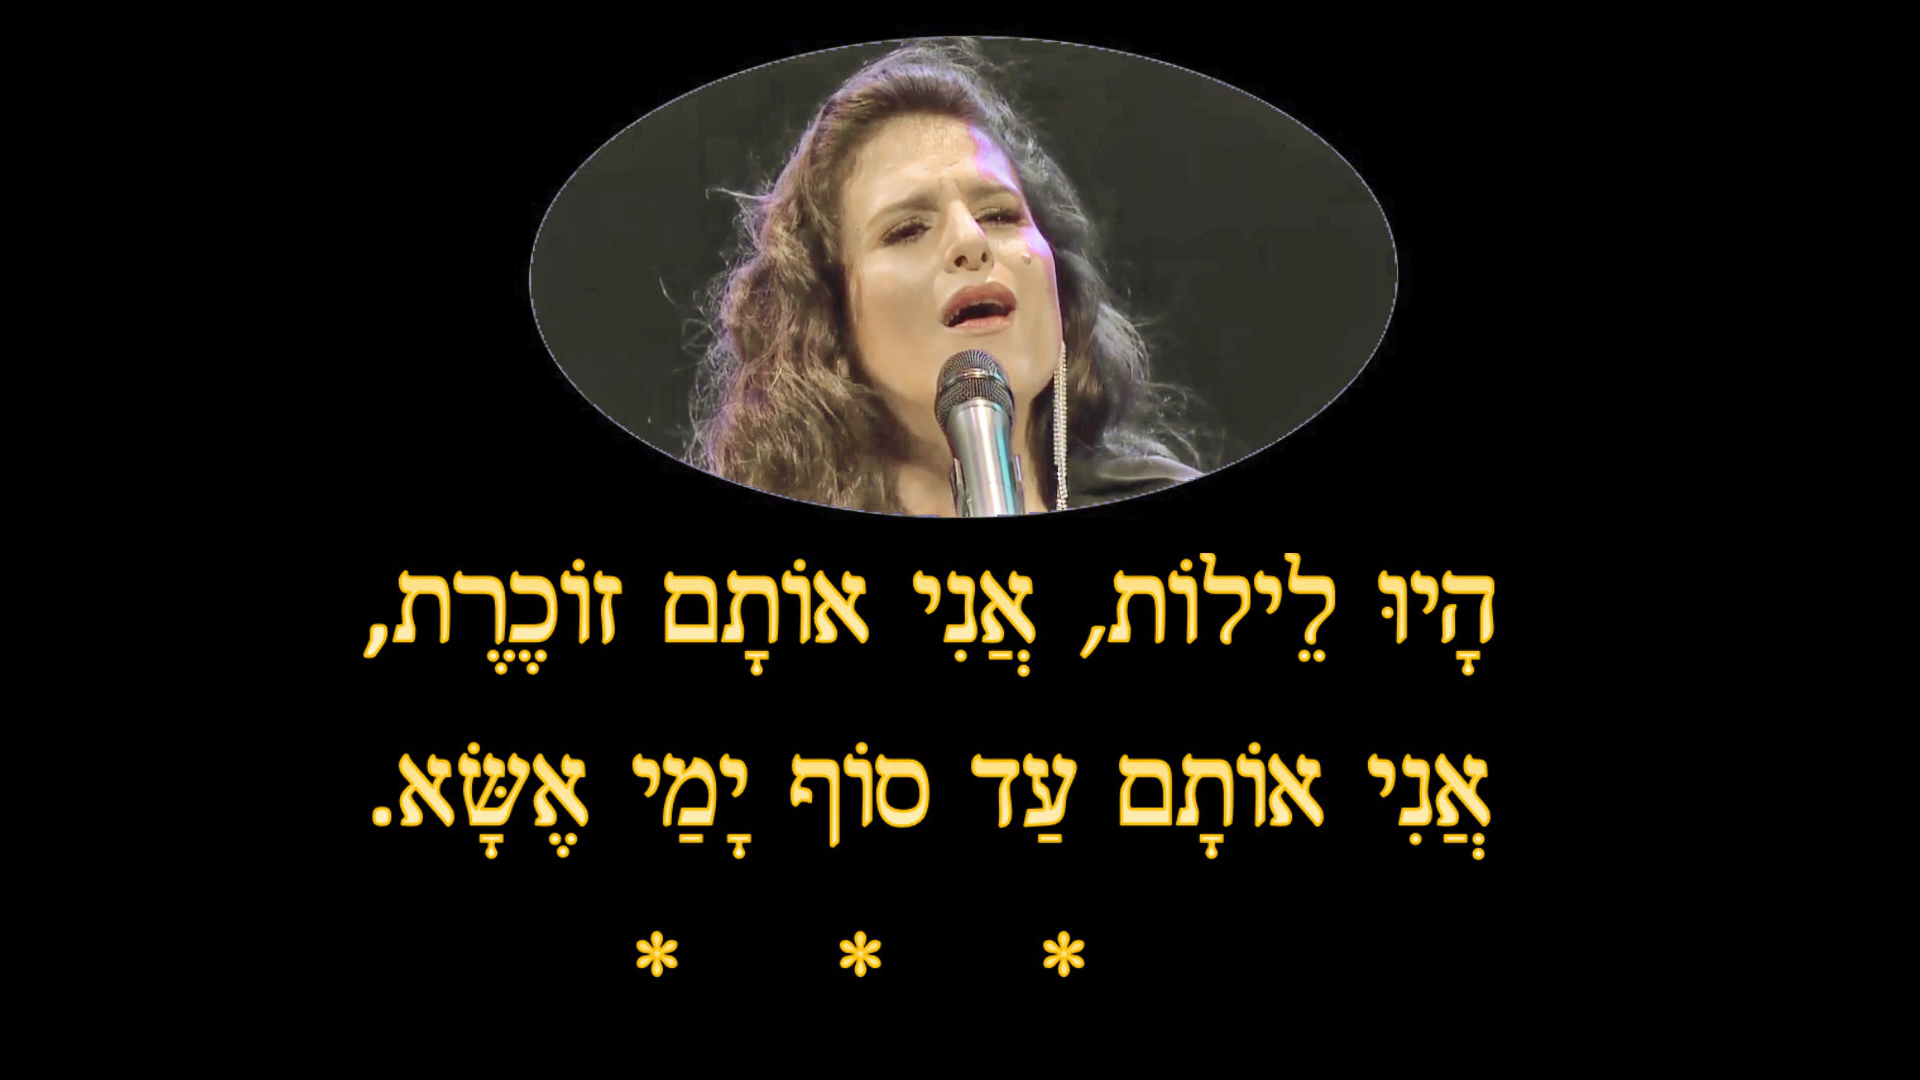 הָיוּ לֵילוֹת, אֲנִי אוֹתָם זוֹכֶרֶת,
אֲנִי אוֹתָם עַד סוֹף יָמַי אֶשָּׂא.
* * *